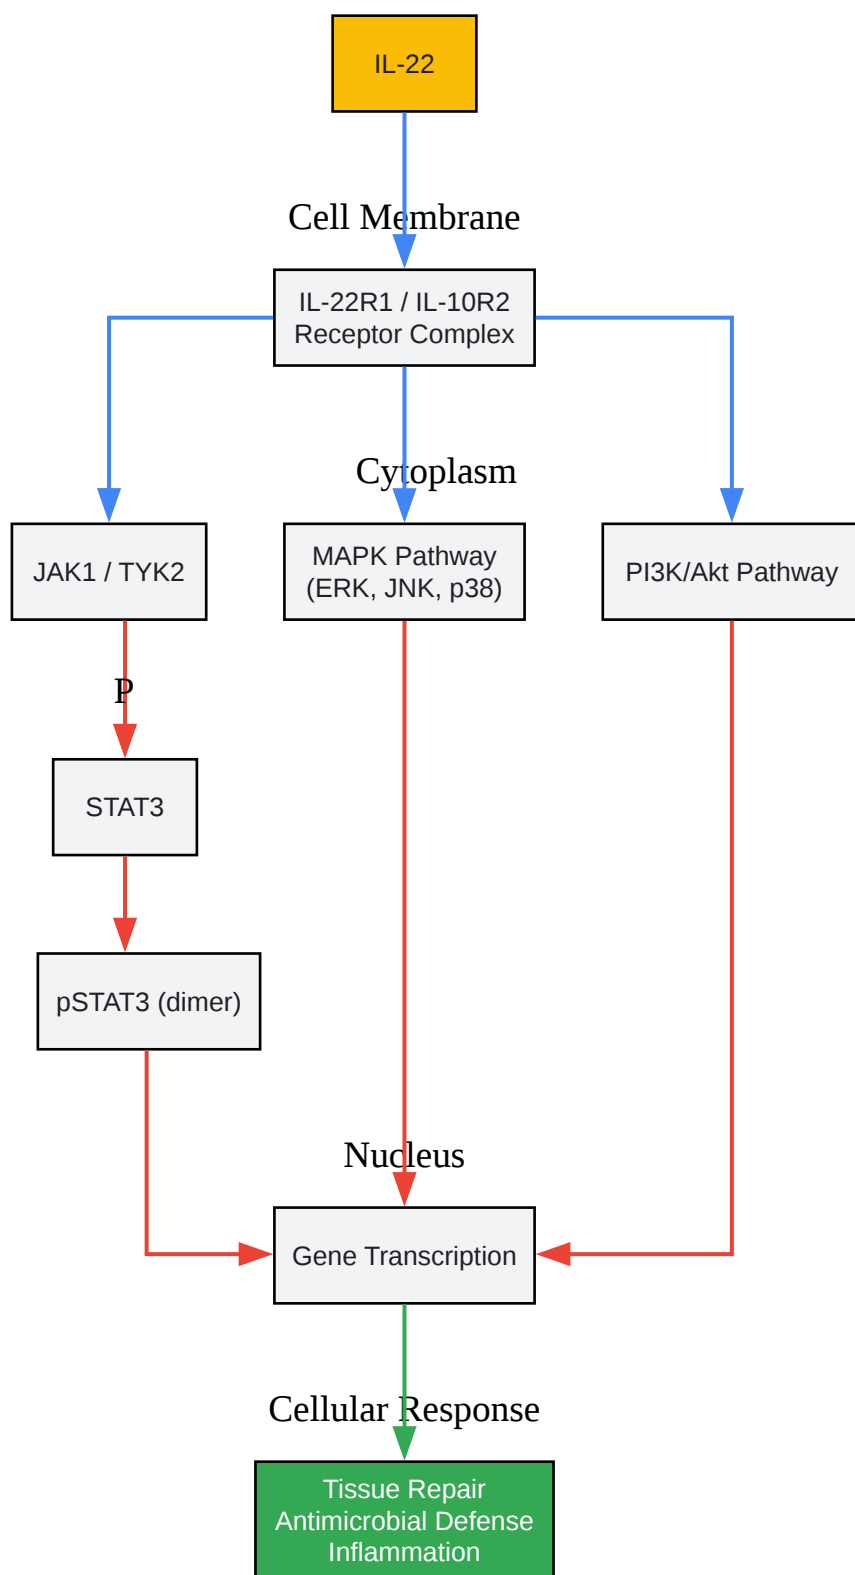 IL-22
Cell Membrane
IL-22R1 / IL-10R2
Receptor Complex
Cytoplasm
JAK1 / TYK2
MAPK Pathway
(ERK, JNK, p38)
PI3K/Akt Pathway
P
STAT3
pSTAT3 (dimer)
Nucleus
Gene Transcription
Cellular Response
Tissue Repair
Antimicrobial Defense
Inflammation